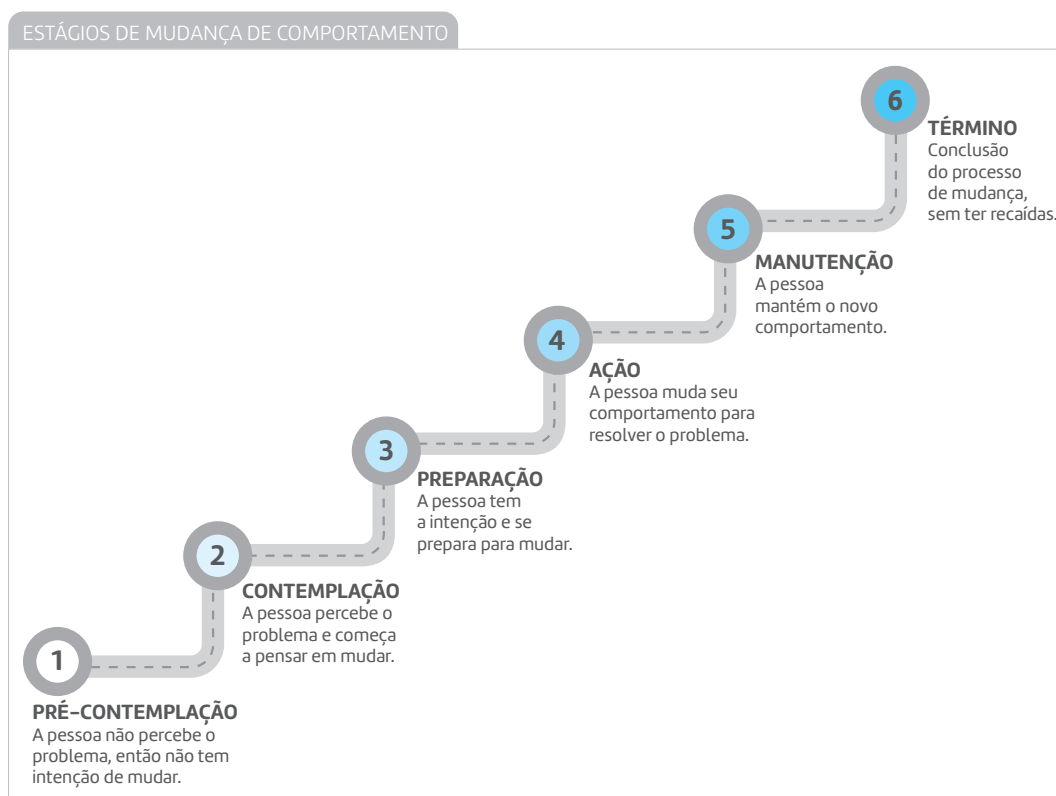 ESTÁGIOS DE MUDANÇA DE COMPORTAMENTO
1
PRÉ-CONTEMPLAÇÃO
A pessoa não percebe o
problema, então não tem
intenção de mudar.
2
CONTEMPLAÇÃO
A pessoa percebe o
problema e começa
a pensar em mudar.
3
PREPARAÇÃO
A pessoa tem
a intenção e se
prepara para mudar.
4
AÇÃO
A pessoa muda seu
comportamento para
resolver o problema.
5
MANUTENÇÃO
A pessoa
mantém o novo
comportamento.
6
TÉRMINO
Conclusão
do processo
de mudança,
sem ter recaídas.